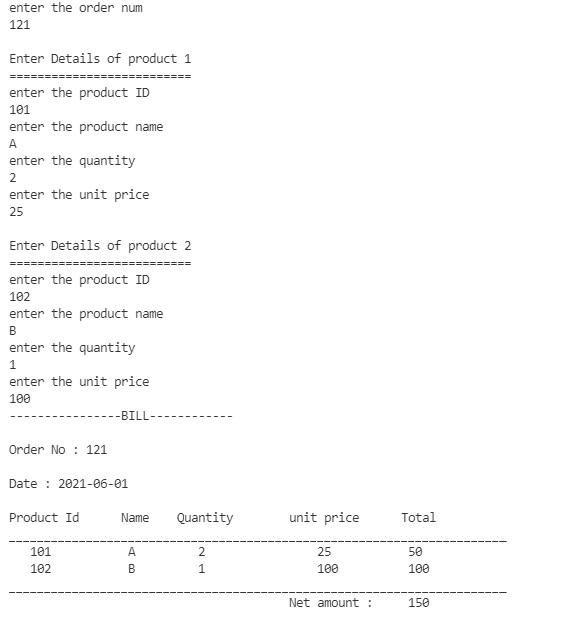 enter the order num
121
Enter Details of product 1
==========================
enter the product ID
101
enter the product name
A
enter the quantity
2
enter the unit price
25
Enter Details of product 2
==========================
enter the product ID
102
enter the product name
B
enter the quantity
1
enter the unit price
100
----------------BILL------------
Order No : 121
Date : 2021-06-01
Product Id      Name    Quantity        unit price      Total
_______________________________________________________________________
   101           A         2                25           50
   102           B         1                100          100
_______________________________________________________________________
                                        Net amount :     150